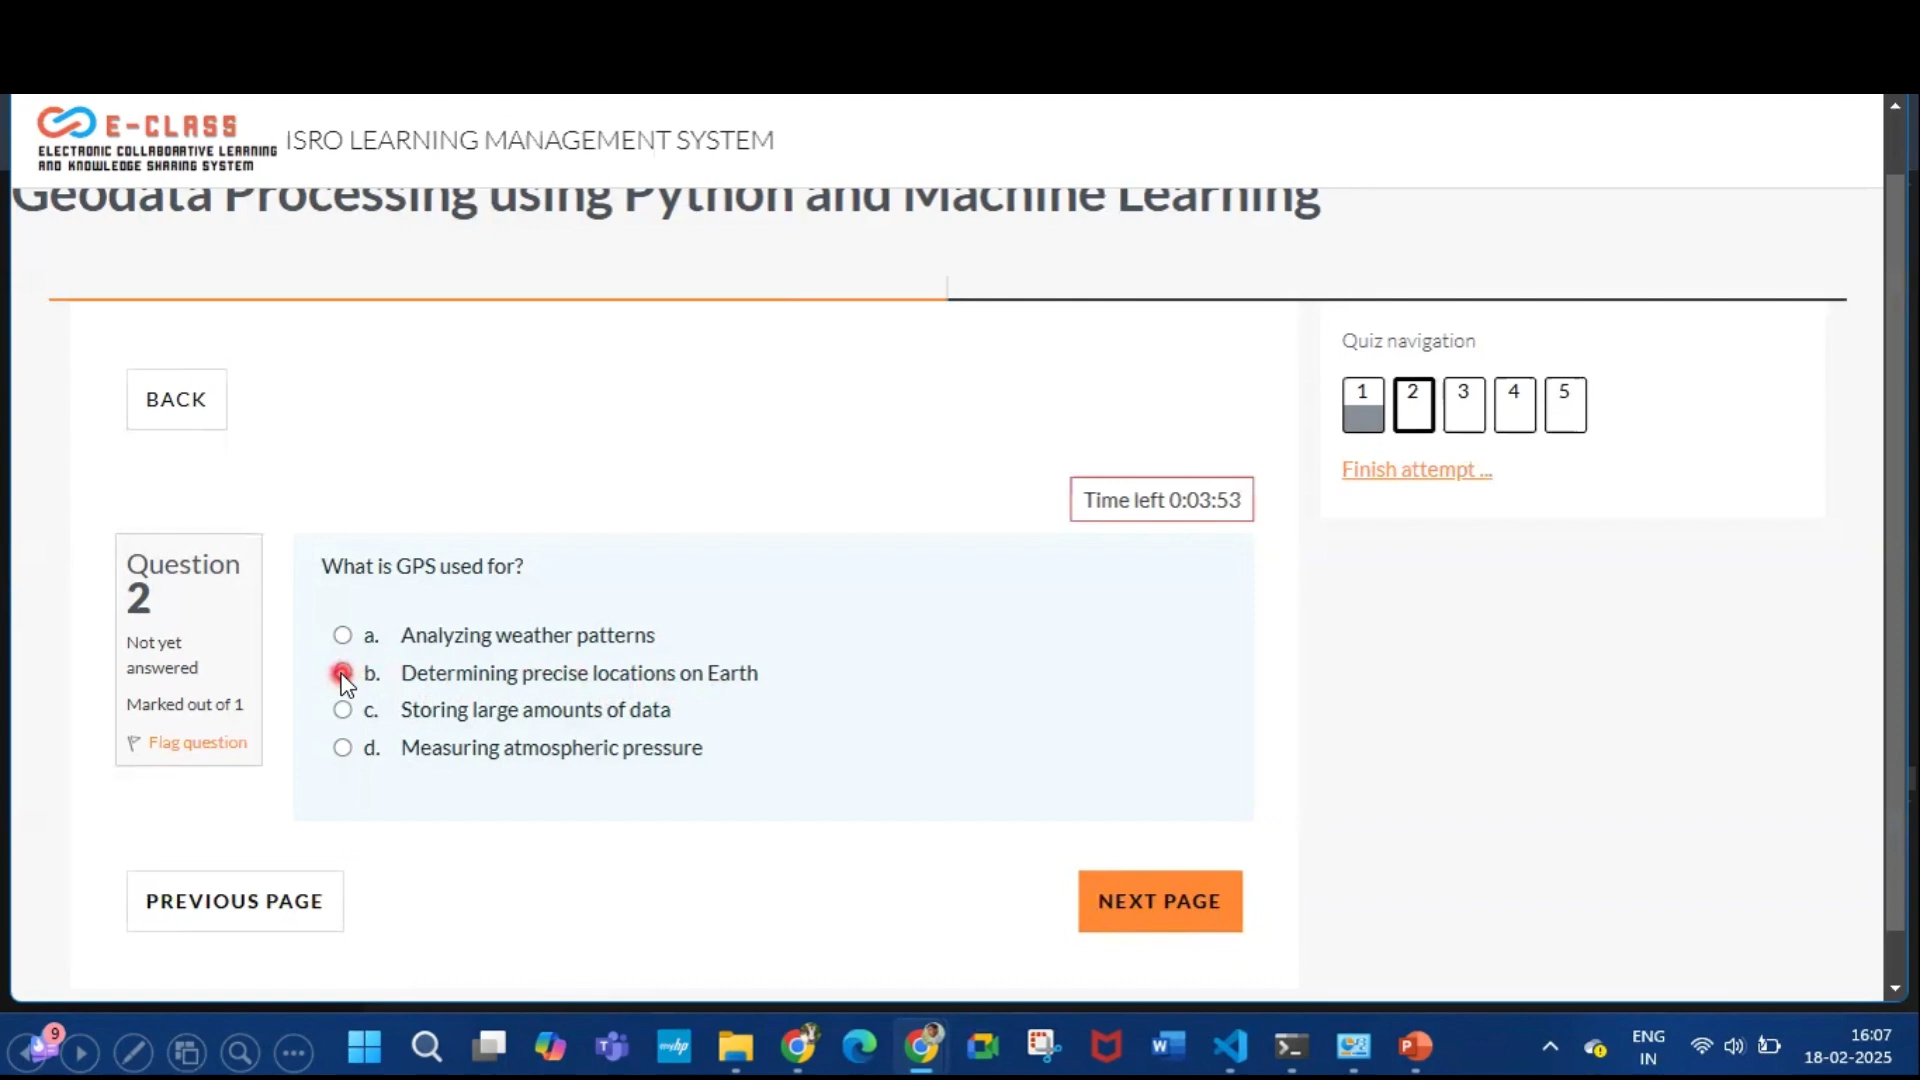 E-CLASS
ELECTRONIC COLLABORATIVE LEARNING
AND KNOWLEDGE SHARING SYSTEM
ISRO LEARNING MANAGEMENT SYSTEM
Geodata Processing using Python and Machine Learning
BACK
Quiz navigation
1 2 3 4 5
Finish attempt ...
Time left 0:03:53
Question
2
Not yet
answered
Marked out of 1
Flag question
What is GPS used for?
a. Analyzing weather patterns
b. Determining precise locations on Earth
c. Storing large amounts of data
d. Measuring atmospheric pressure
PREVIOUS PAGE
NEXT PAGE
9
myhp
ENG
IN
16:07
18-02-2025